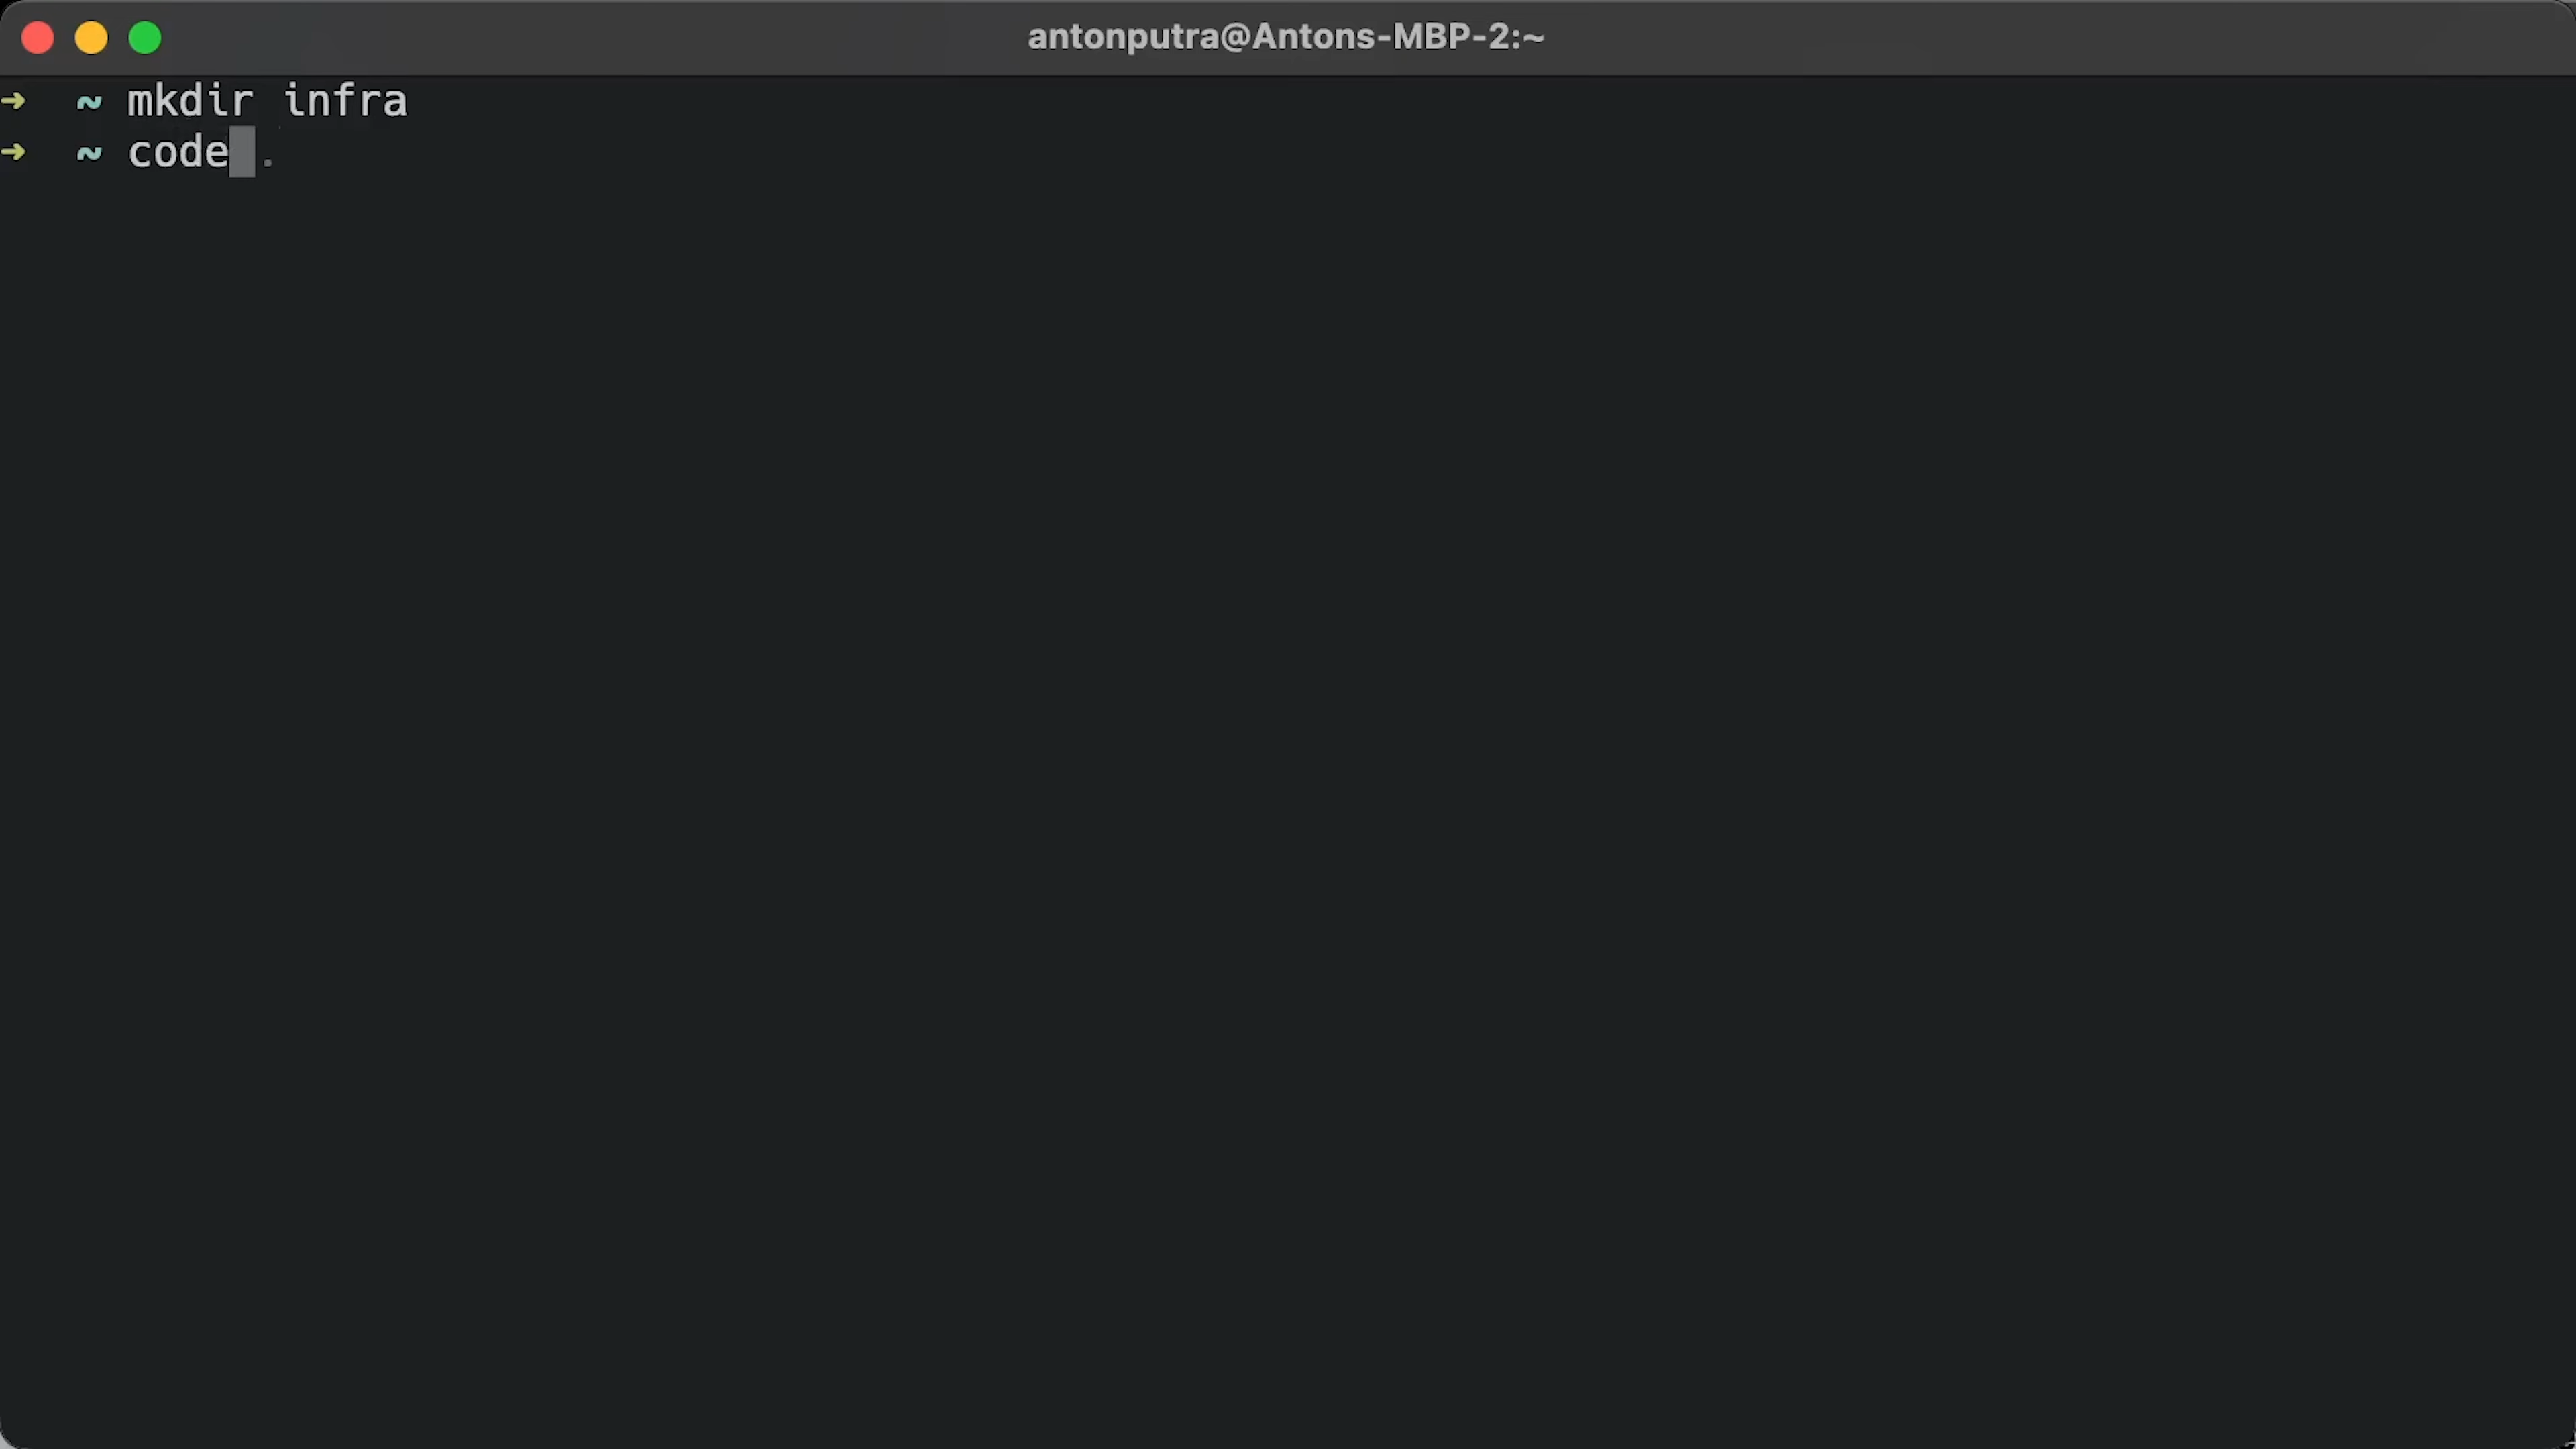 antonputra@Antons-MBP-2:~
➜ ~ mkdir infra
➜ ~ code .